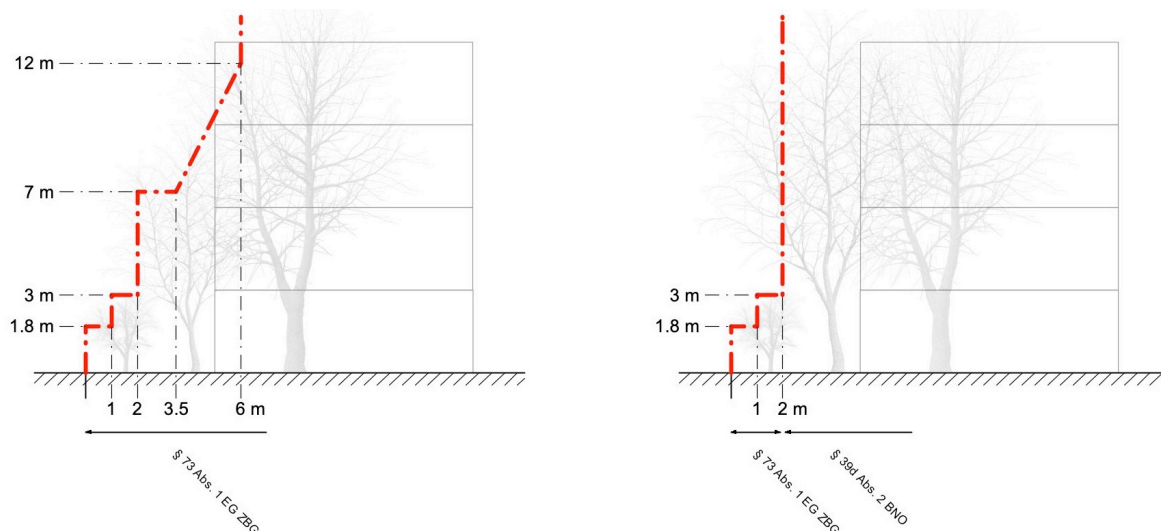 12 m
7 m
3 m
1.8 m
1 2 3.5 6 m
§ 73 Abs. 1 EG ZBG
3 m
1.8 m
1 2 m
§ 73 Abs. 1 EG ZBG
§ 39d Abs. 2 BNO